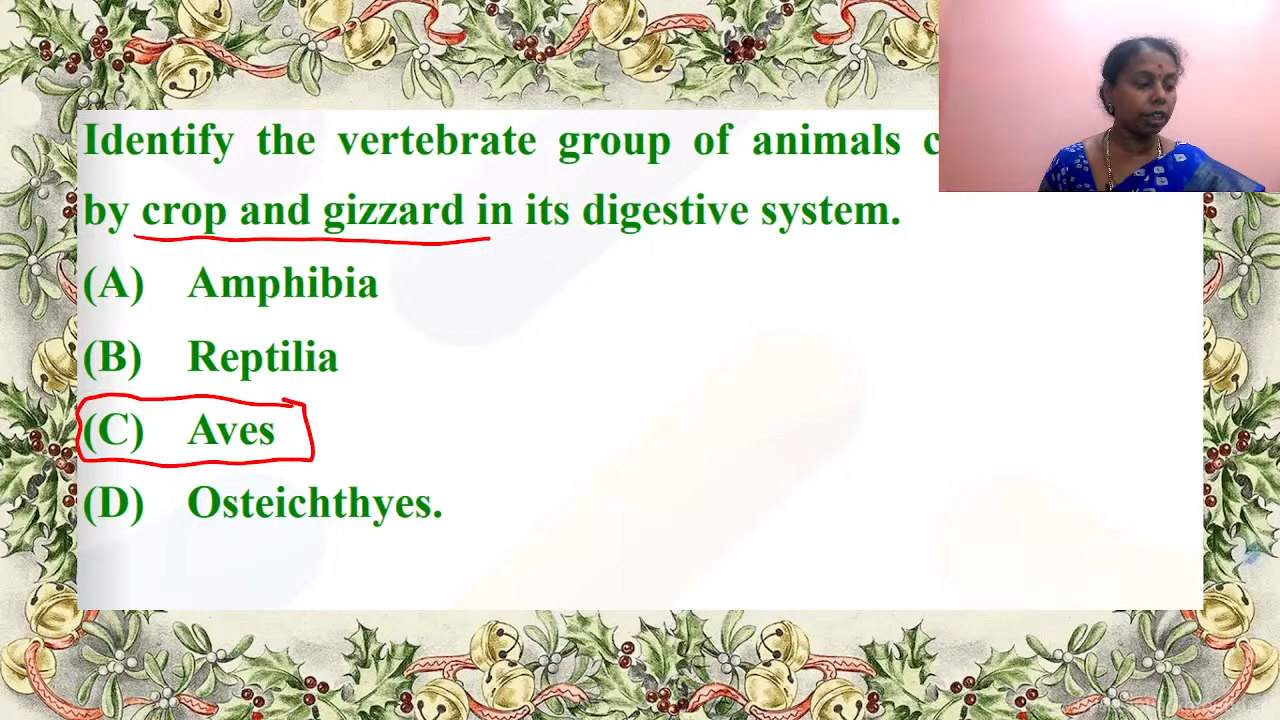 Identify the vertebrate group of animals
by crop and gizzard in its digestive system.
(A) Amphibia
(B) Reptilia
(C) Aves
(D) Osteichthyes.